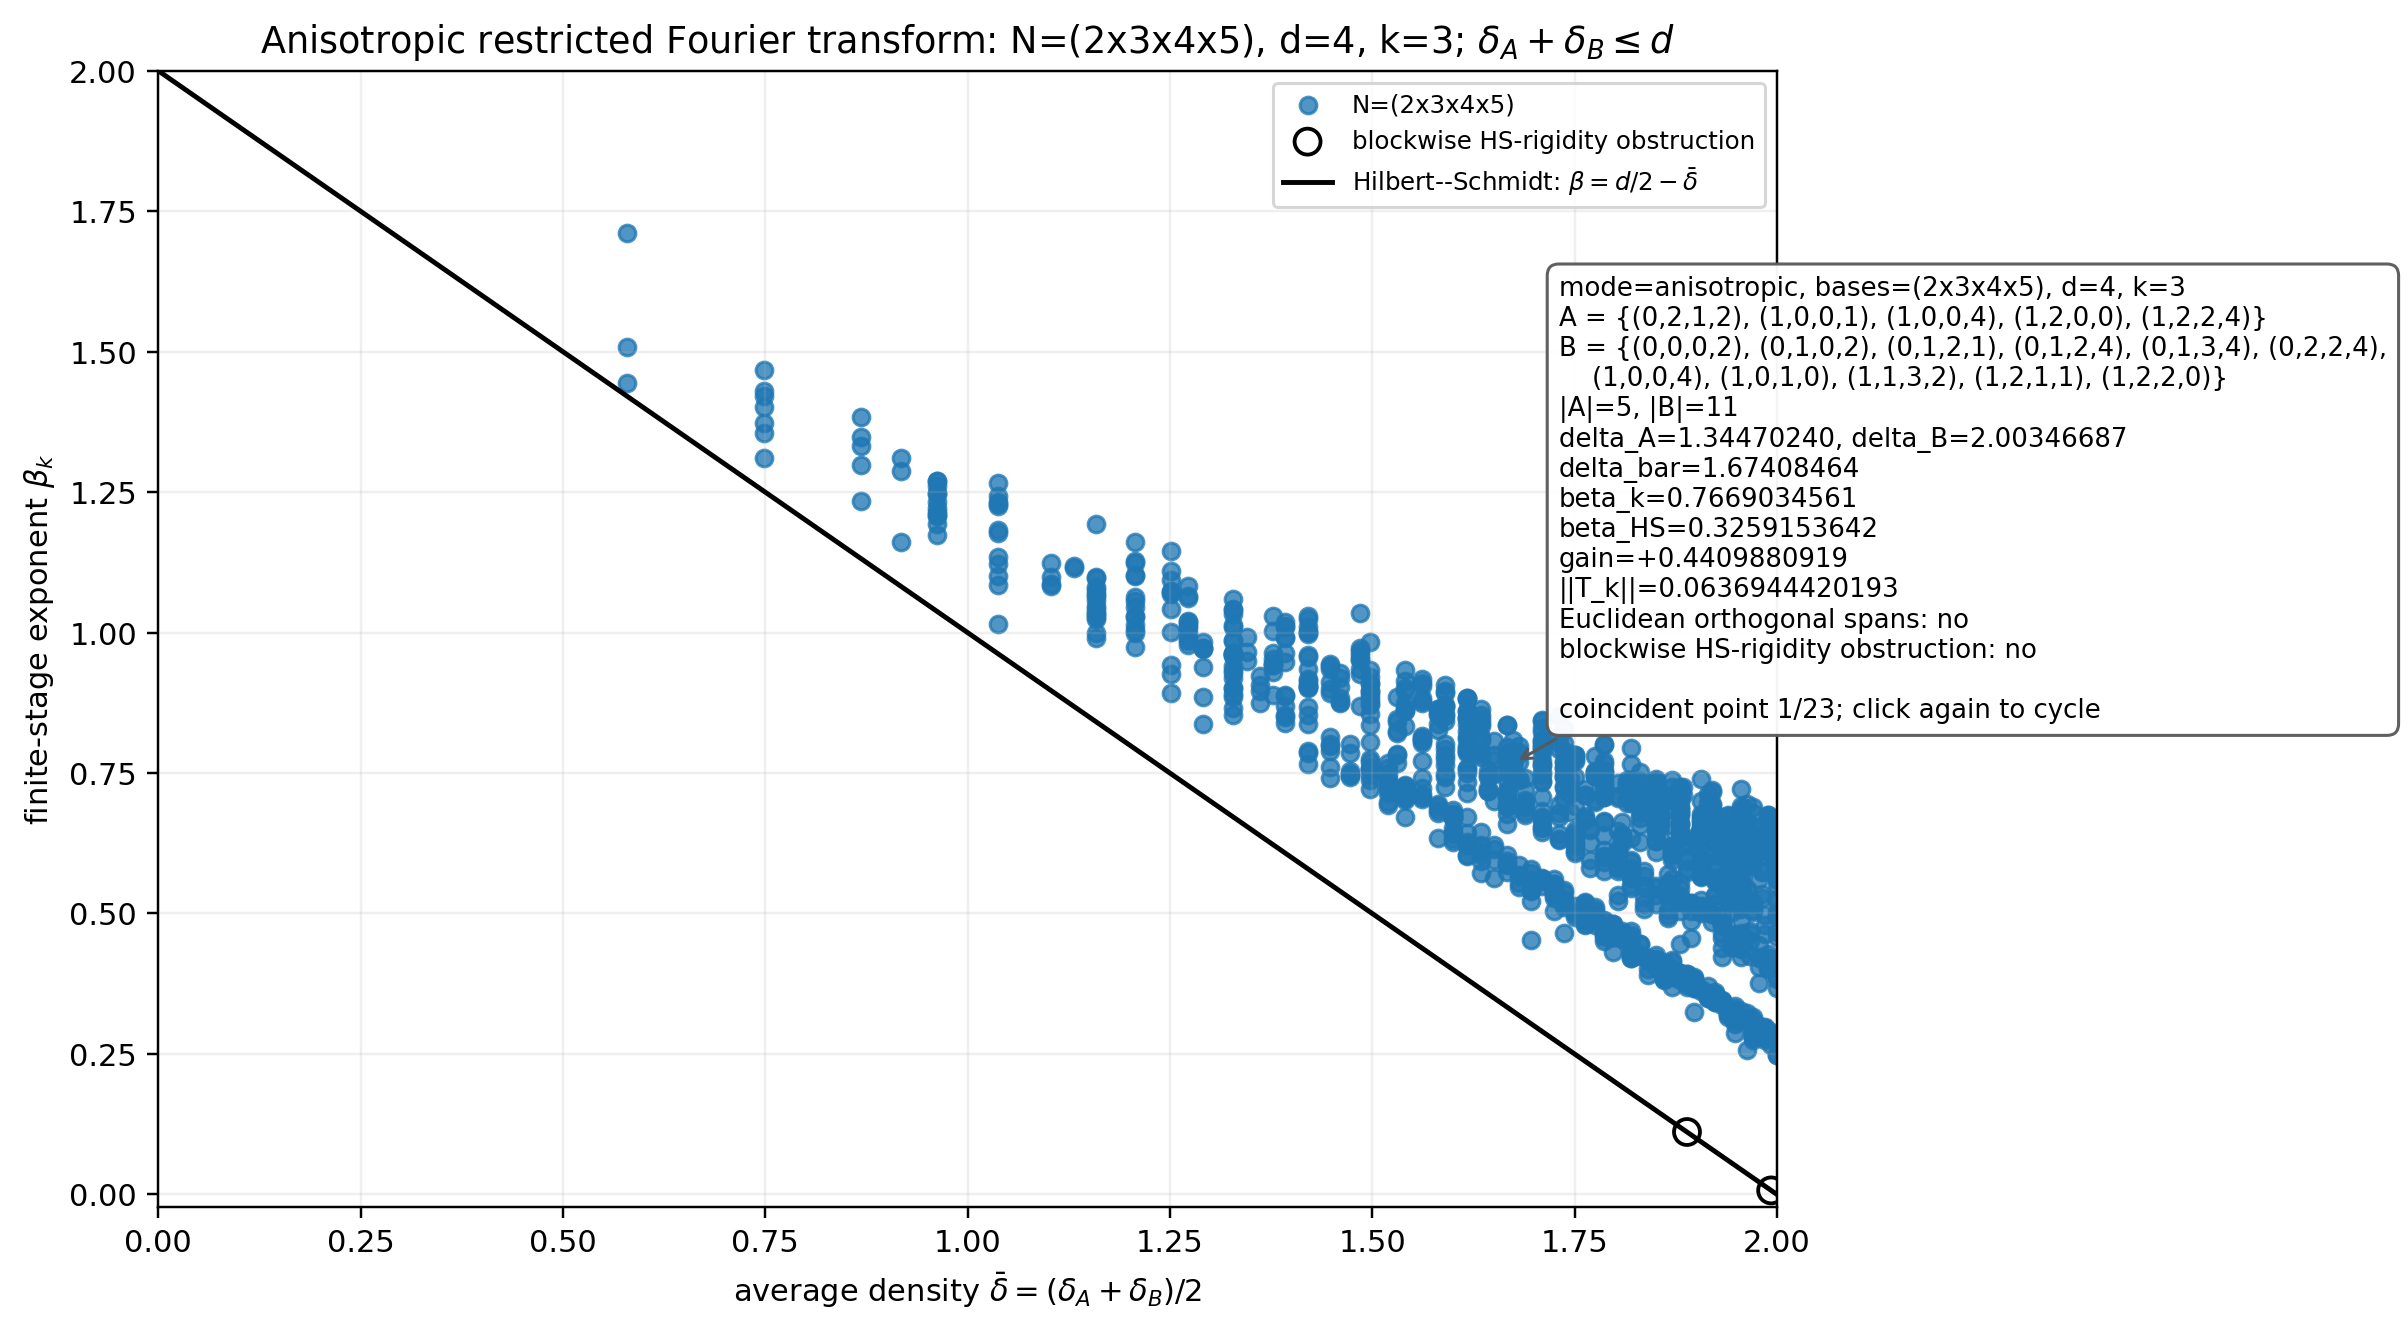 Anisotropic restricted Fourier transform: N=(2x3x4x5), d=4, k=3; δ_A + δ_B ≤ d
2.00
1.75
1.50
1.25
1.00
0.75
0.50
0.25
0.00
finite-stage exponent β_k
N=(2x3x4x5)
blockwise HS-rigidity obstruction
Hilbert--Schmidt: β = d/2 − δ̄
mode=anisotropic, bases=(2x3x4x5), d=4, k=3
A = {(0,2,1,2), (1,0,0,1), (1,0,0,4), (1,2,0,0), (1,2,2,4)}
B = {(0,0,0,2), (0,1,0,2), (0,1,2,1), (0,1,2,4), (0,1,3,4), (0,2,2,4),
(1,0,0,4), (1,0,1,0), (1,1,3,2), (1,2,1,1), (1,2,2,0)}
|A|=5, |B|=11
delta_A=1.34470240, delta_B=2.00346687
delta_bar=1.67408464
beta_k=0.7669034561
beta_HS=0.3259153642
gain=+0.4409880919
||T_k||=0.0636944420193
Euclidean orthogonal spans: no
blockwise HS-rigidity obstruction: no
coincident point 1/23; click again to cycle
0.00 0.25 0.50 0.75 1.00 1.25 1.50 1.75 2.00
average density δ̄ = (δ_A + δ_B)/2